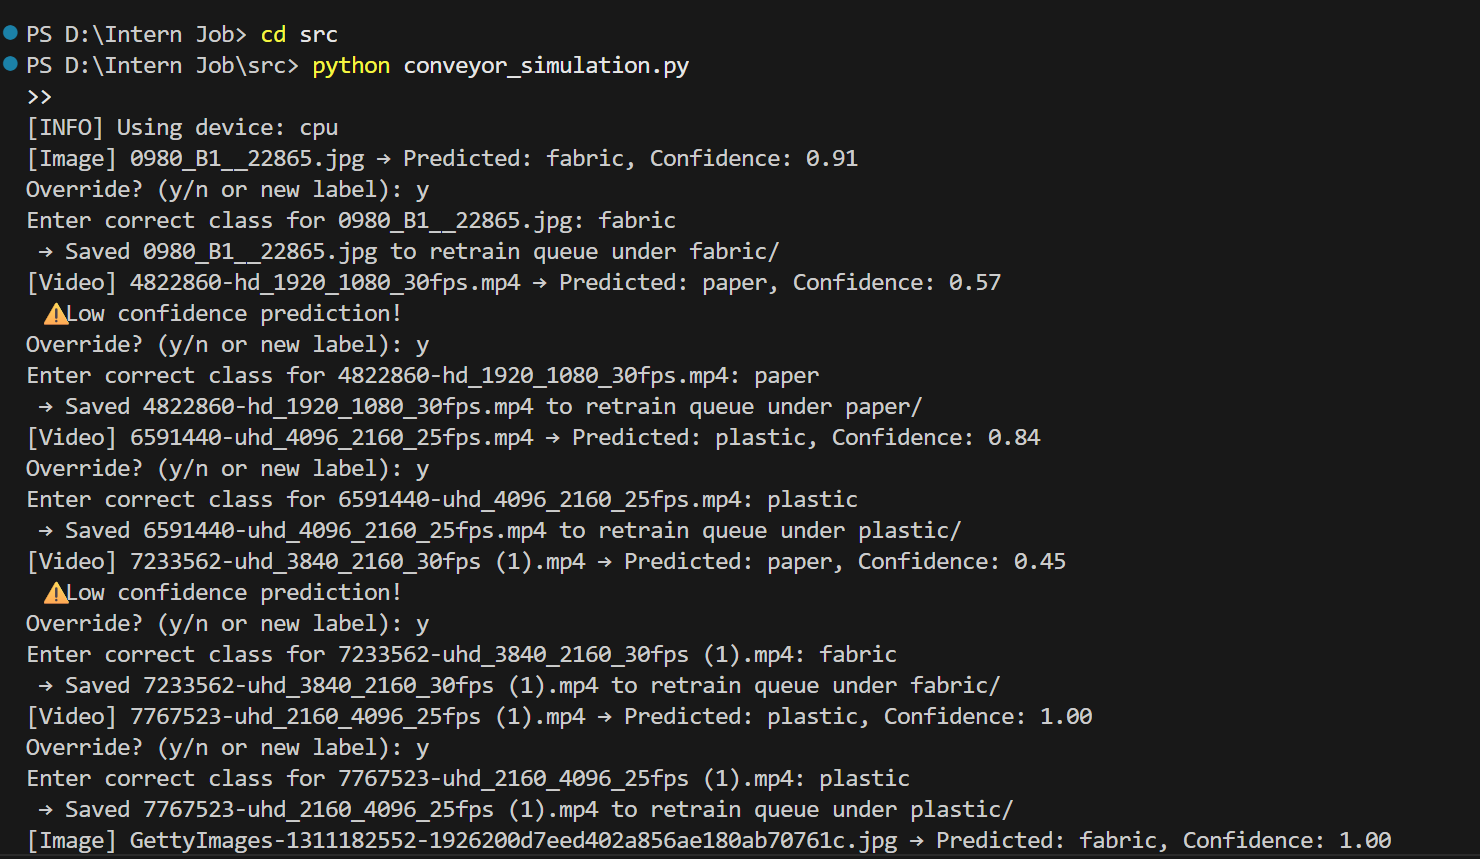 PS D:\Intern Job> cd src
PS D:\Intern Job\src> python conveyor_simulation.py
>>
[INFO] Using device: cpu
[Image] 0980_B1__22865.jpg → Predicted: fabric, Confidence: 0.91
Override? (y/n or new label): y
Enter correct class for 0980_B1__22865.jpg: fabric
→ Saved 0980_B1__22865.jpg to retrain queue under fabric/
[Video] 4822860-hd_1920_1080_30fps.mp4 → Predicted: paper, Confidence: 0.57
⚠️Low confidence prediction!
Override? (y/n or new label): y
Enter correct class for 4822860-hd_1920_1080_30fps.mp4: paper
→ Saved 4822860-hd_1920_1080_30fps.mp4 to retrain queue under paper/
[Video] 6591440-uhd_4096_2160_25fps.mp4 → Predicted: plastic, Confidence: 0.84
Override? (y/n or new label): y
Enter correct class for 6591440-uhd_4096_2160_25fps.mp4: plastic
→ Saved 6591440-uhd_4096_2160_25fps.mp4 to retrain queue under plastic/
[Video] 7233562-uhd_3840_2160_30fps (1).mp4 → Predicted: paper, Confidence: 0.45
⚠️Low confidence prediction!
Override? (y/n or new label): y
Enter correct class for 7233562-uhd_3840_2160_30fps (1).mp4: fabric
→ Saved 7233562-uhd_3840_2160_30fps (1).mp4 to retrain queue under fabric/
[Video] 7767523-uhd_2160_4096_25fps (1).mp4 → Predicted: plastic, Confidence: 1.00
Override? (y/n or new label): y
Enter correct class for 7767523-uhd_2160_4096_25fps (1).mp4: plastic
→ Saved 7767523-uhd_2160_4096_25fps (1).mp4 to retrain queue under plastic/
[Image] GettyImages-1311182552-1926200d7eed402a856ae180ab70761c.jpg → Predicted: fabric, Confidence: 1.00